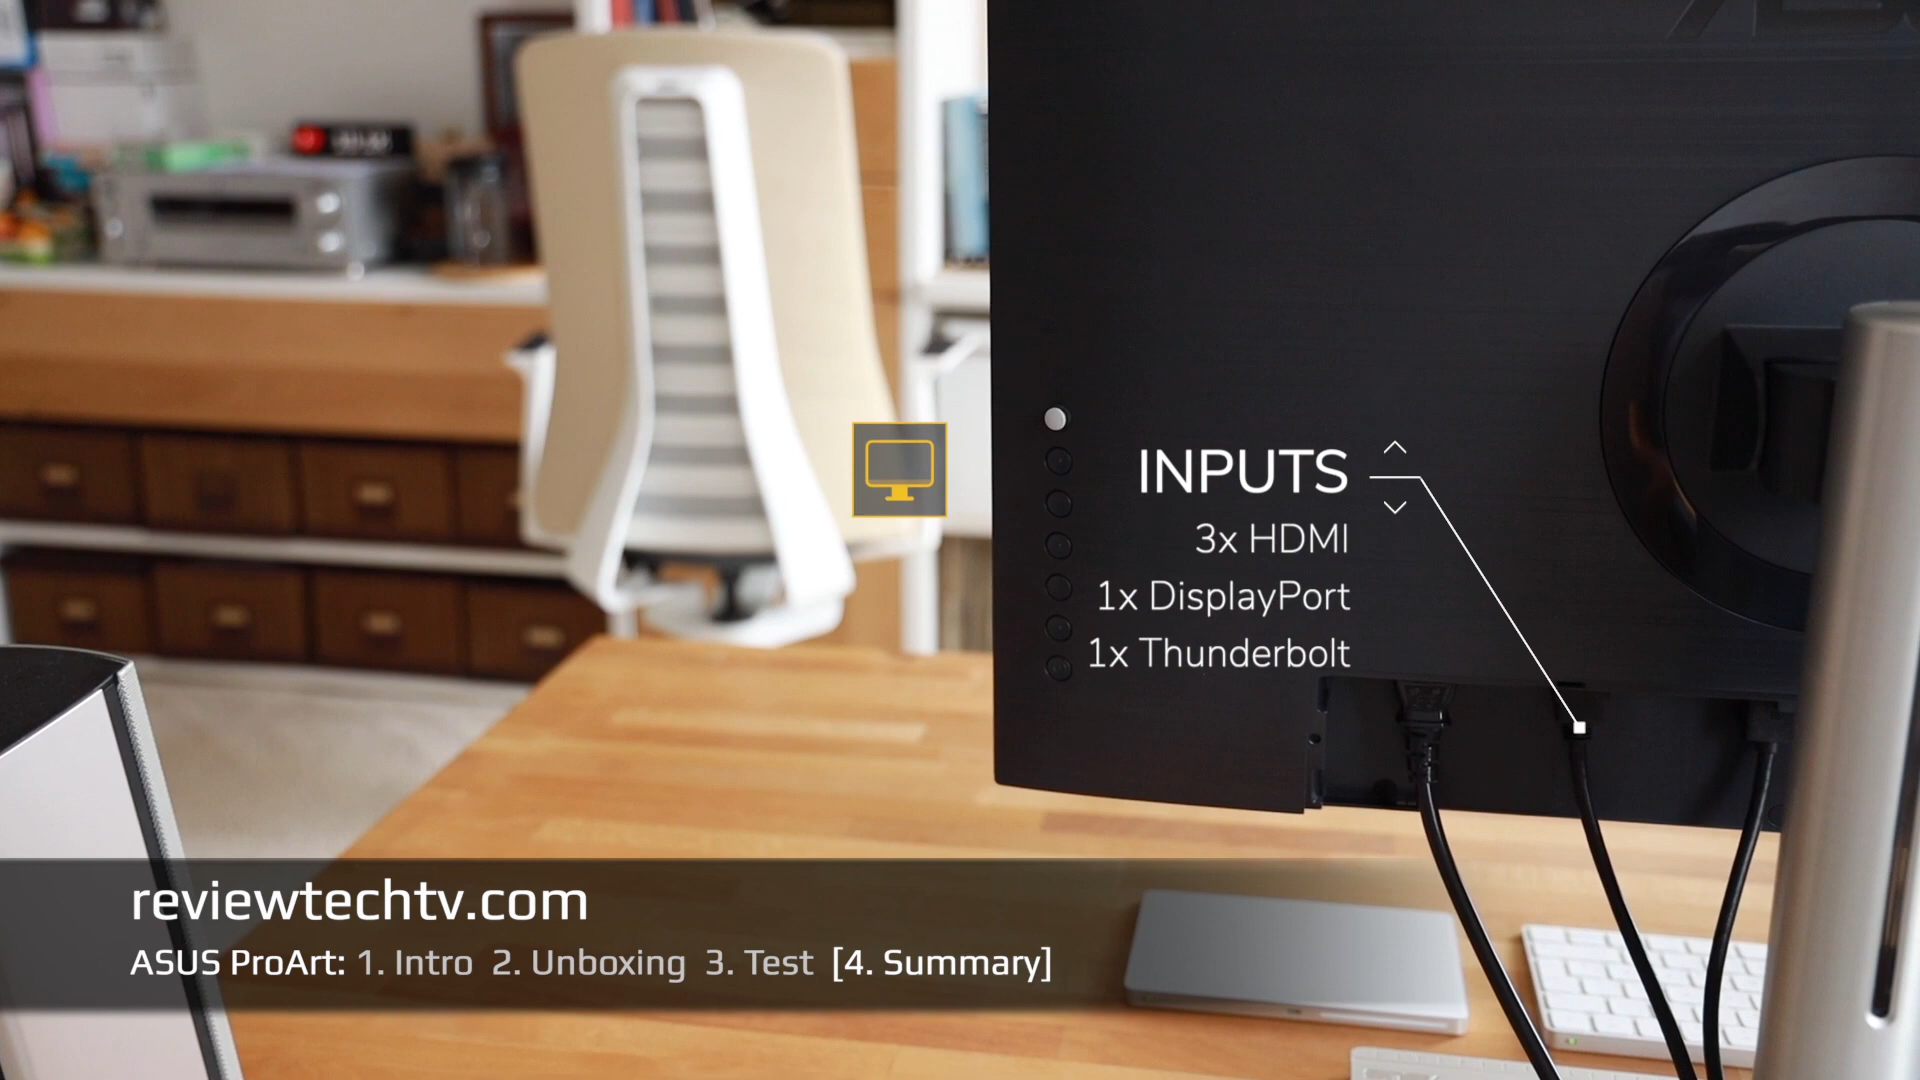 INPUTS
3x HDMI
1x DisplayPort
1x Thunderbolt
reviewtechtv.com
ASUS ProArt: 1. Intro 2. Unboxing 3. Test [4. Summary]